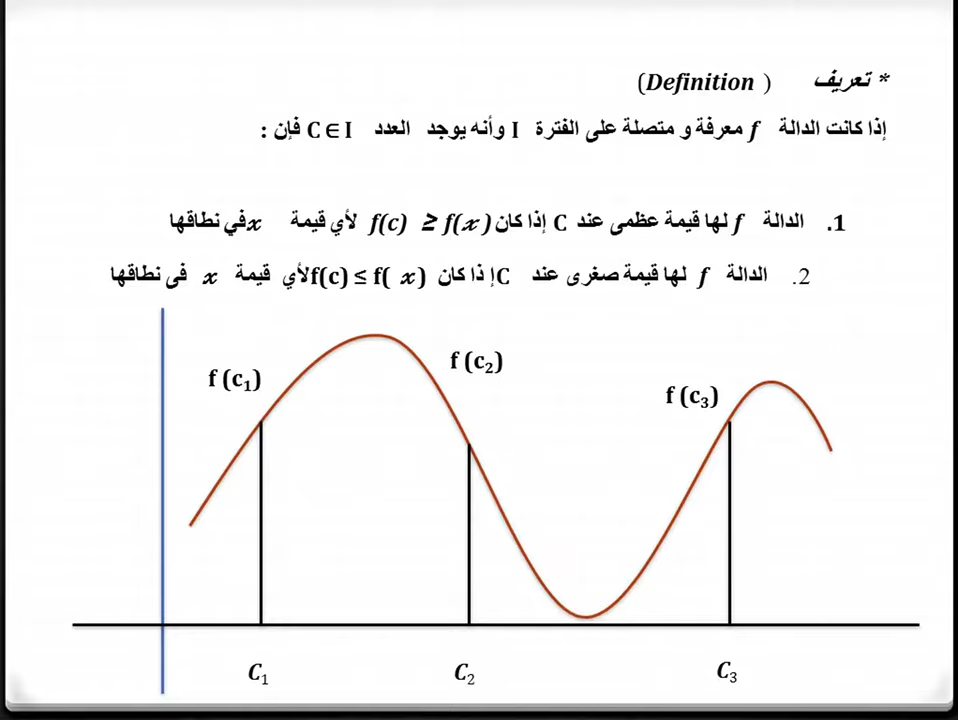 * تعريف (Definition )
إذا كانت الدالة f معرفة و متصلة على الفترة I وأنه يوجد العدد C ∈ I فإن :
1. الدالة f لها قيمة عظمى عند C إذا كان f(c) ≥ f(x) لأي قيمة x في نطاقها
2. الدالة f لها قيمة صغرى عند C إ ذا كان f(c) ≤ f( x) لأي قيمة x فى نطاقها
f (c₁)
f (c₂)
f (c₃)
C₁
C₂
C₃